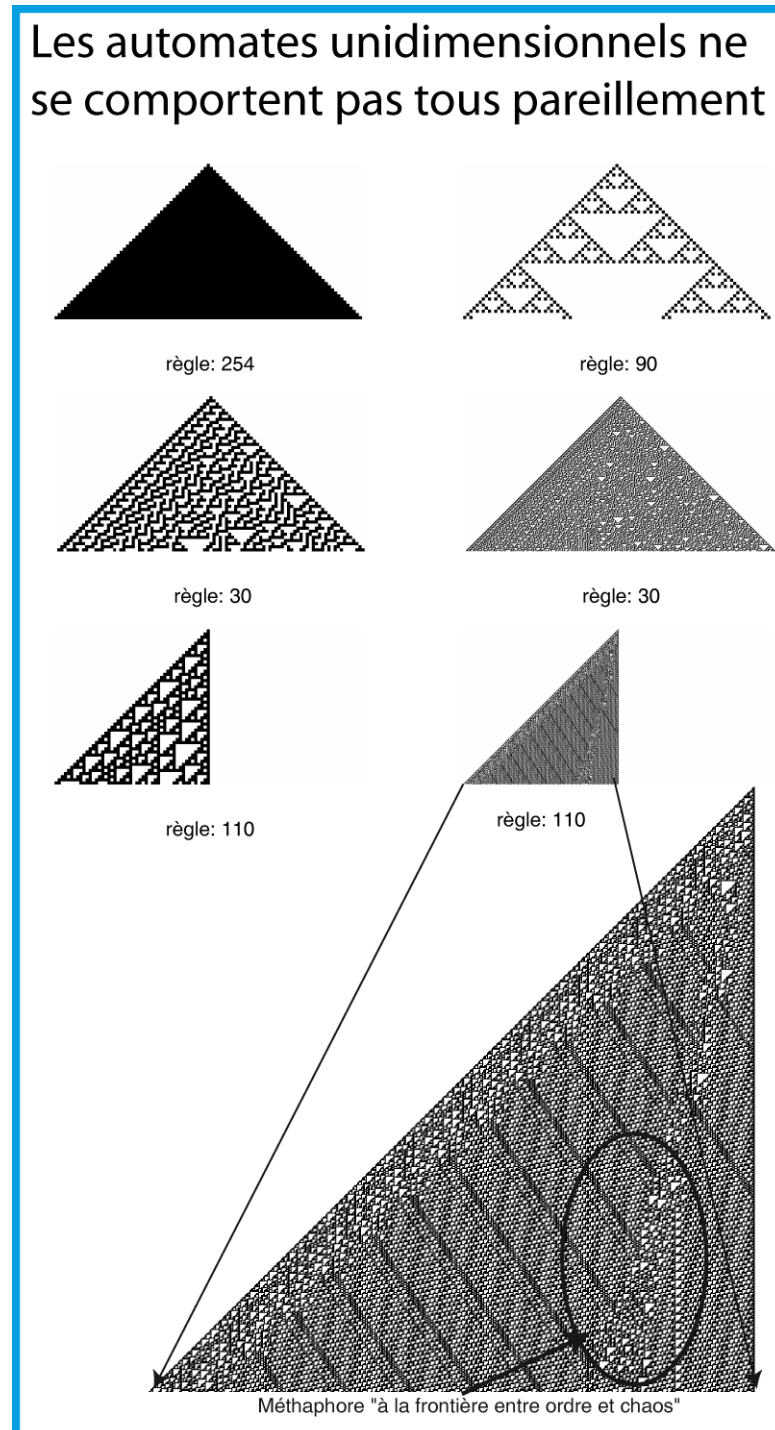 Les automates unidimensionnels ne
se comportent pas tous pareillement
règle: 254
règle: 90
règle: 30
règle: 30
règle: 110
règle: 110
Méthaphore "à la frontière entre ordre et chaos"